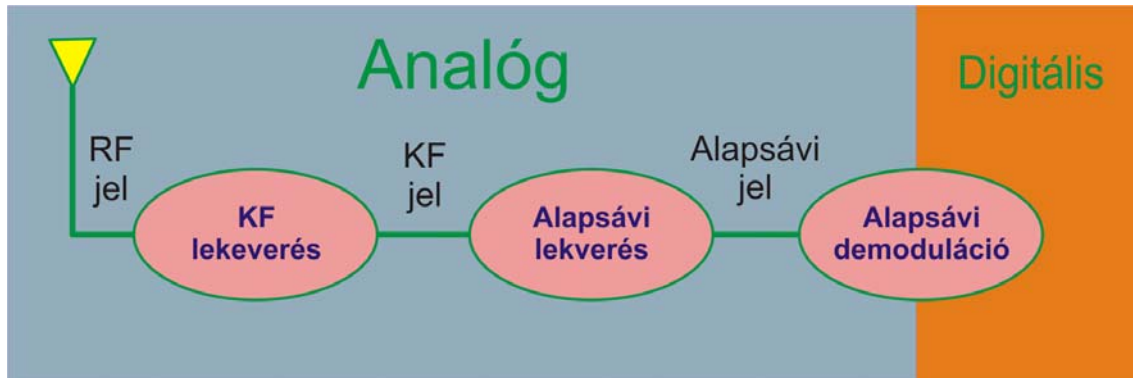 Analóg
Digitális
RF
jel
KF
jel
Alapsávi
jel
KF
lekeverés
Alapsávi
lekverés
Alapsávi
demoduláció